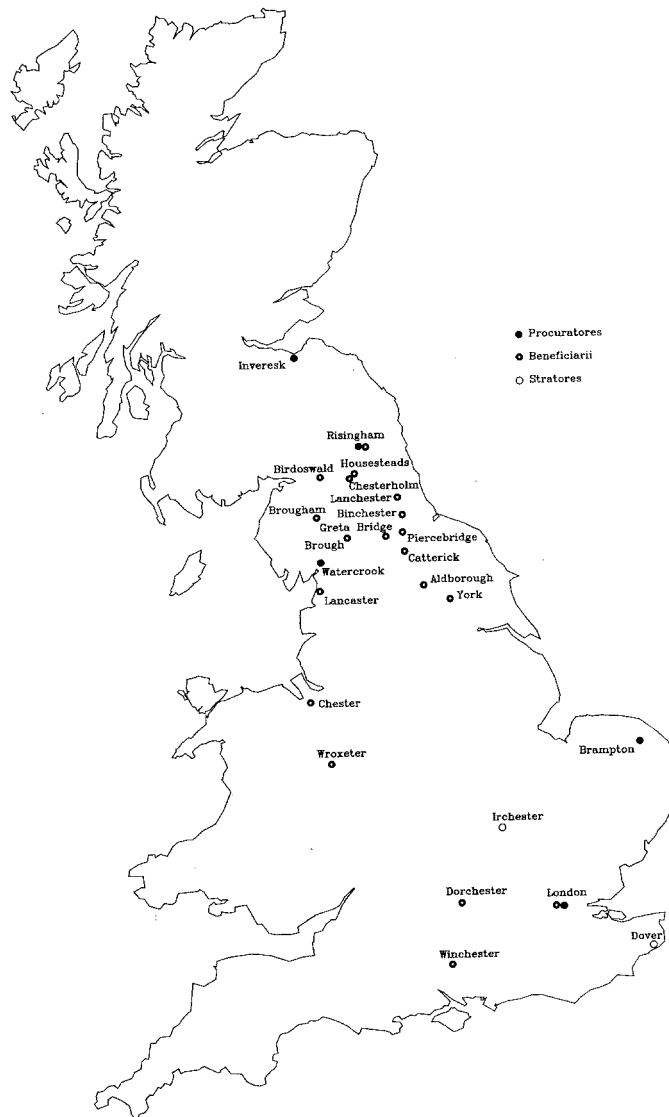 Procuratores
Beneficiarii
Stratores
Inveresk
Risingham
Housesteads
Birdoswald
Chesterholm
Lanchester
Brougham
Binchester
Greta Bridge
Piercebridge
Brough
Catterick
Watercrook
Aldborough
Lancaster
York
Chester
Brampton
Wroxeter
Irchester
Dorchester
London
Dover
Winchester